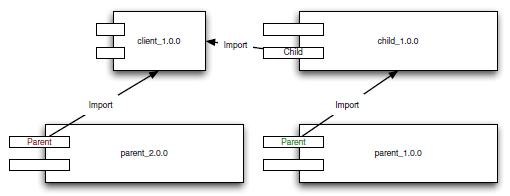 client_1.0.0
Import
Child
child_1.0.0
Import
Import
Parent
parent_2.0.0
Parent
parent_1.0.0